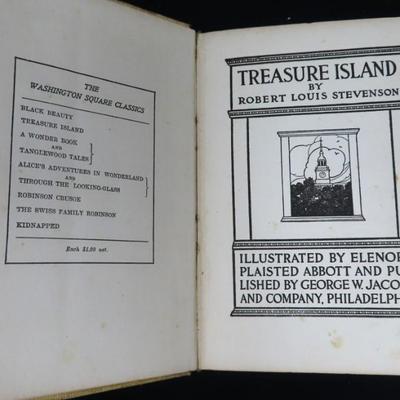 THE
WASHINGTON SQUARE CLASSICS
BLACK BEAUTY
TREASURE ISLAND
A WONDER BOOK
AND
TANGLEWOOD TALES
ALICE'S ADVENTURES IN WONDERLAND
AND
THROUGH THE LOOKING-GLASS
ROBINSON CRUSOE
THE SWISS FAMILY ROBINSON
KIDNAPPED
Each $1.00 net.
TREASURE ISLAND
BY
ROBERT LOUIS STEVENSON
ILLUSTRATED BY ELENOR
PLAISTED ABBOTT AND PU
LISHED BY GEORGE W. JACO
AND COMPANY, PHILADELPH